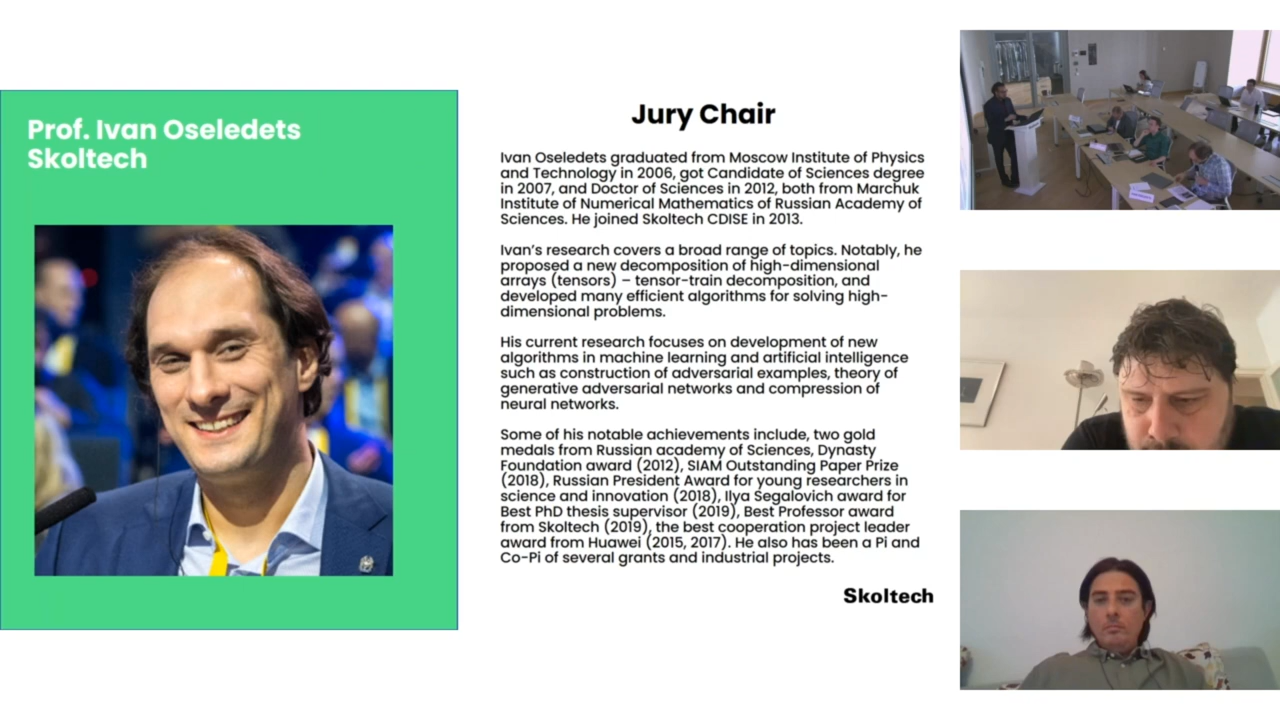 Prof. Ivan Oseledets
Skoltech
Jury Chair
Ivan Oseledets graduated from Moscow Institute of Physics
and Technology in 2006, got Candidate of Sciences degree
in 2007, and Doctor of Sciences in 2012, both from Marchuk
Institute of Numerical Mathematics of Russian Academy of
Sciences. He joined Skoltech CDISE in 2013.
Ivan’s research covers a broad range of topics. Notably, he
proposed a new decomposition of high-dimensional
arrays (tensors) – tensor-train decomposition, and
developed many efficient algorithms for solving high-
dimensional problems.
His current research focuses on development of new
algorithms in machine learning and artificial intelligence
such as construction of adversarial examples, theory of
generative adversarial networks and compression of
neural networks.
Some of his notable achievements include, two gold
medals from Russian academy of Sciences, Dynasty
Foundation award (2012), SIAM Outstanding Paper Prize
(2018), Russian President Award for young researchers in
science and innovation (2018), Ilya Segalovich award for
Best PhD thesis supervisor (2019), Best Professor award
from Skoltech (2019), the best cooperation project leader
award from Huawei (2015, 2017). He also has been a Pi and
Co-Pi of several grants and industrial projects.
Skoltech